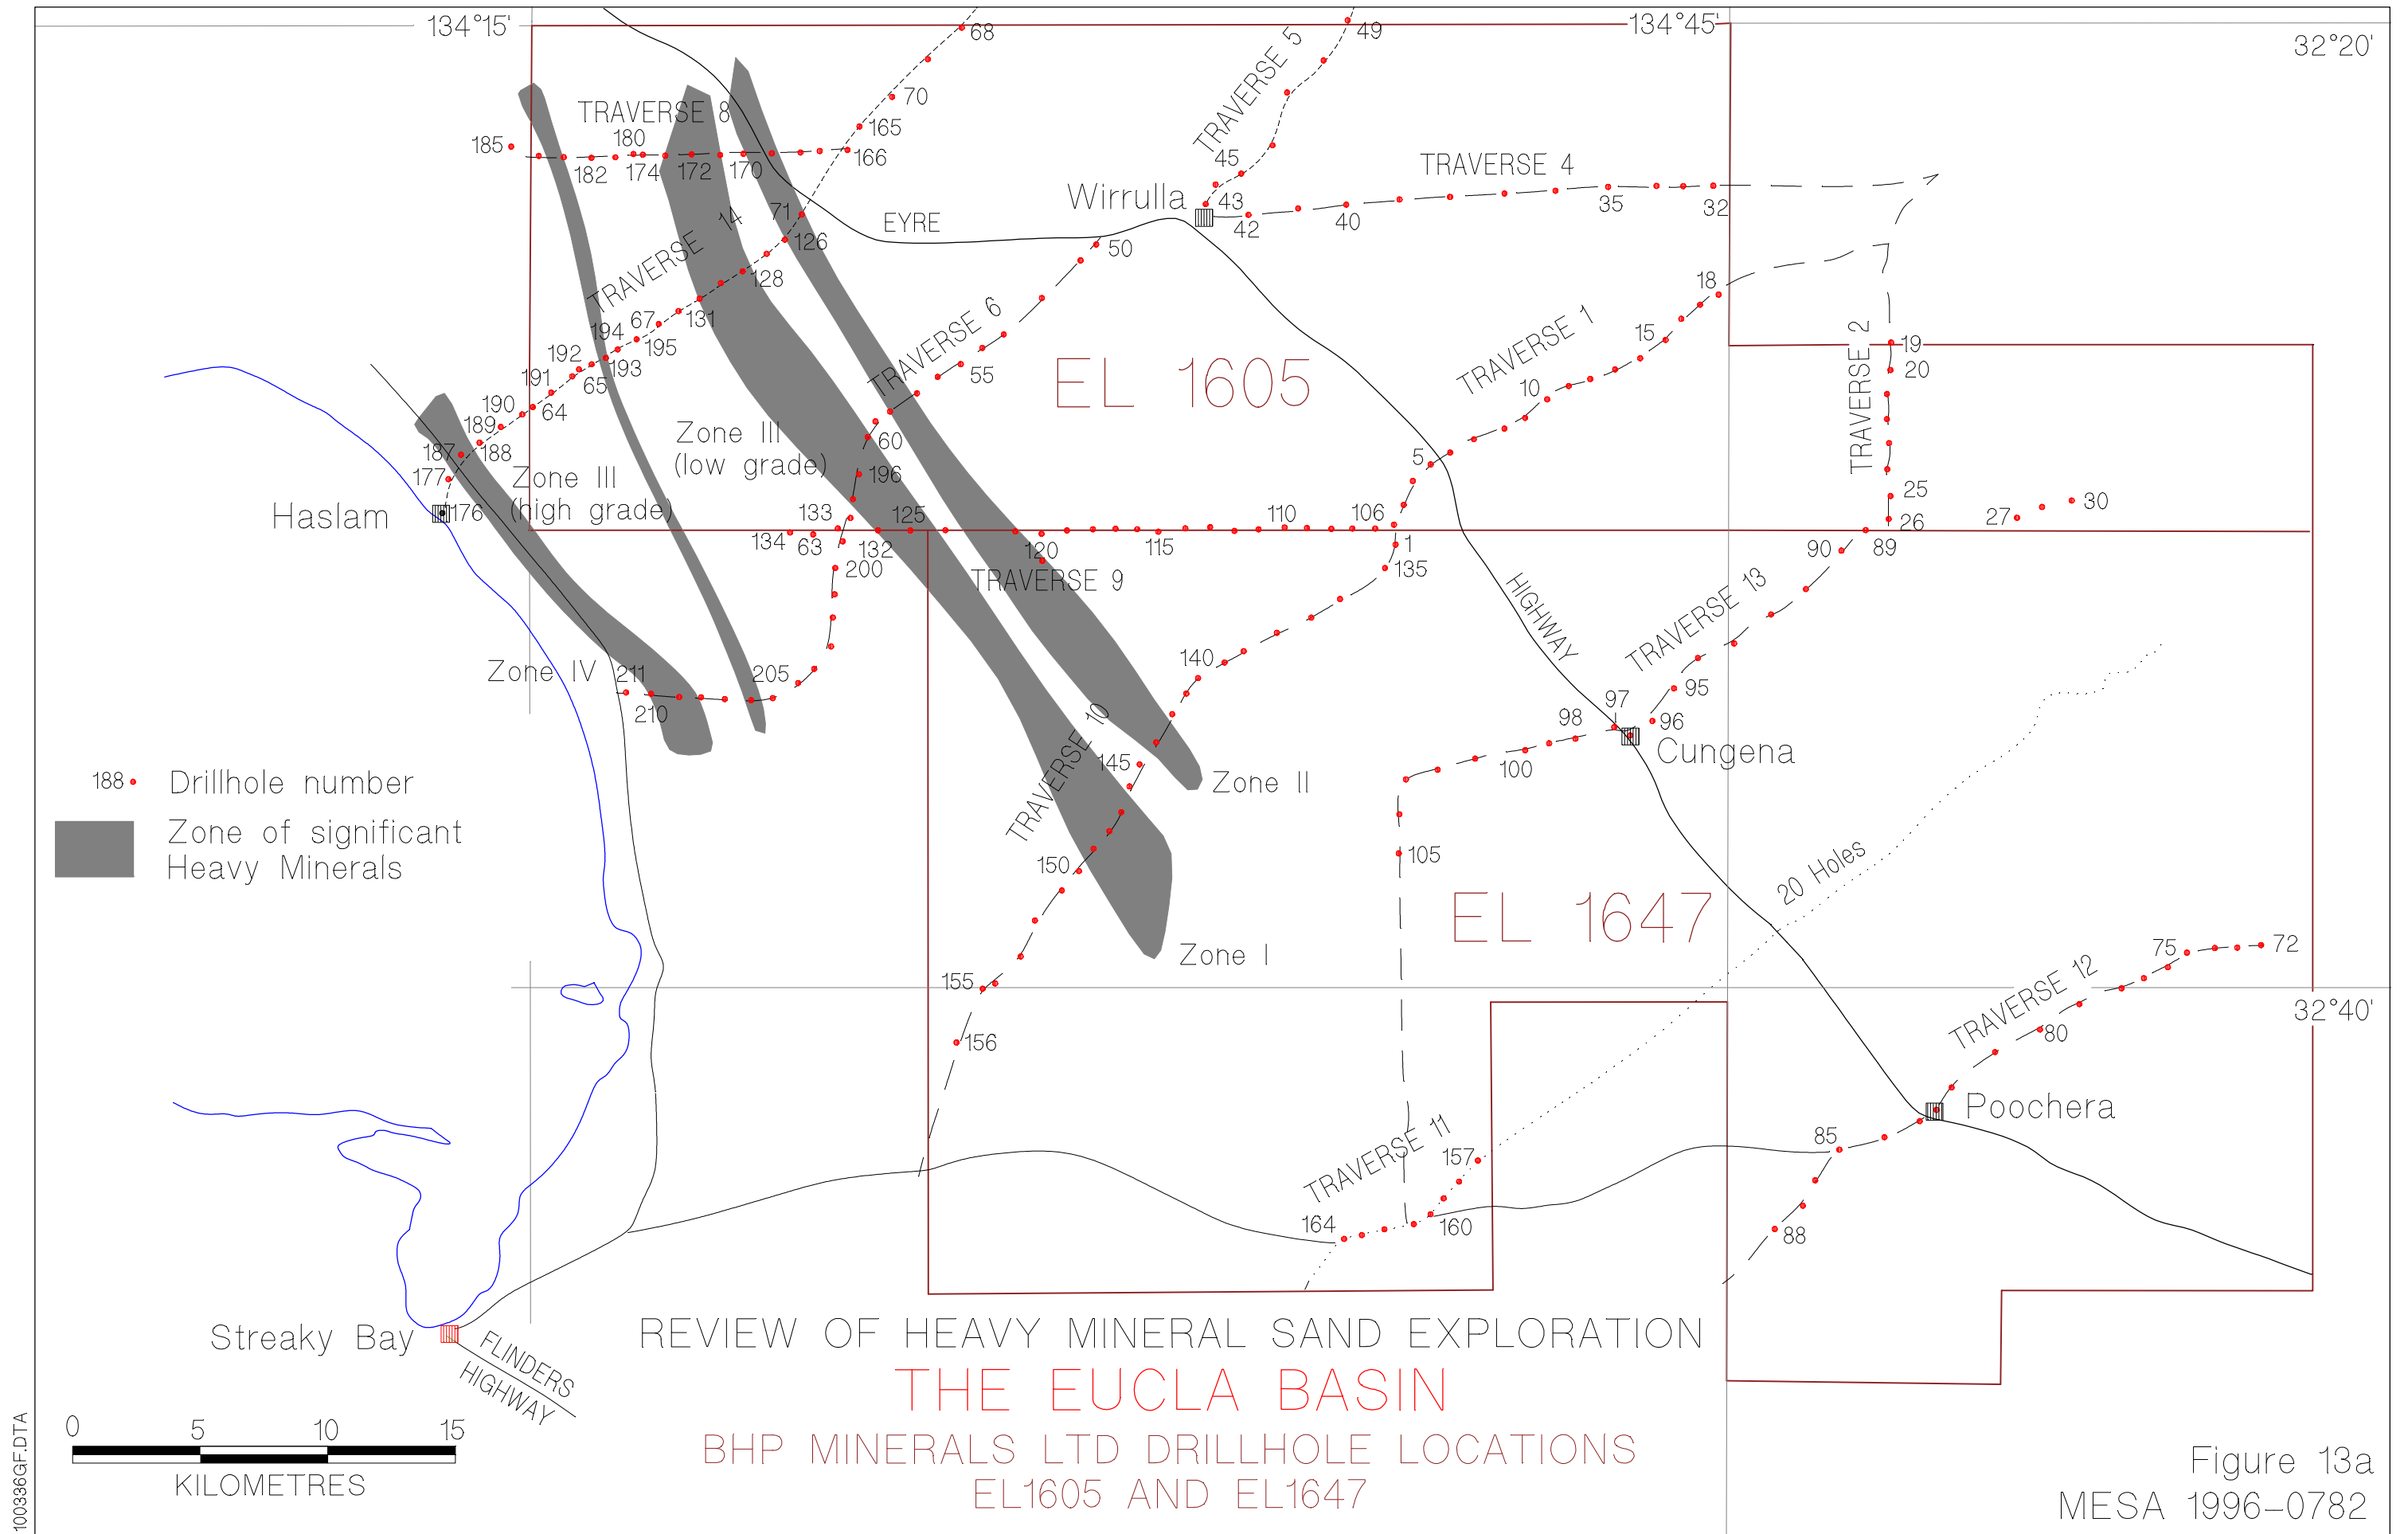 134°15'
68
49
134°45'
32°20'
TRAVERSE 5
70
TRAVERSE 8
165
185
180
166
182
174
172
170
45
TRAVERSE 4
Wirrulla
43
42
40
35
32
71
EYRE
TRAVERSE 14
126
50
128
18
131
67
194
195
TRAVERSE 6
TRAVERSE 1
15
TRAVERSE 2
19
20
192
193
191
65
55
EL 1605
10
190
64
189
Zone III
(low grade)
60
187
188
5
177
Zone III
(high grade)
196
Haslam
176
133
125
110
106
25
26
27
30
134
63
132
120
115
1
90
89
200
TRAVERSE 9
135
HIGHWAY
TRAVERSE 13
Zone IV
211
205
140
95
210
97
98
96
TRAVERSE 10
145
Zone II
100
Cungena
188
Drillhole number
Zone of significant
Heavy Minerals
150
105
20 Holes
EL 1647
Zone I
75
72
155
TRAVERSE 12
32°40'
156
80
Poochera
TRAVERSE 11
157
85
164
160
88
Streaky Bay
FLINDERS
HIGHWAY
REVIEW OF HEAVY MINERAL SAND EXPLORATION
THE EUCLA BASIN
BHP MINERALS LTD DRILLHOLE LOCATIONS
EL1605 AND EL1647
0 5 10 15
KILOMETRES
Figure 13a
MESA 1996-0782
100336GF.DTA